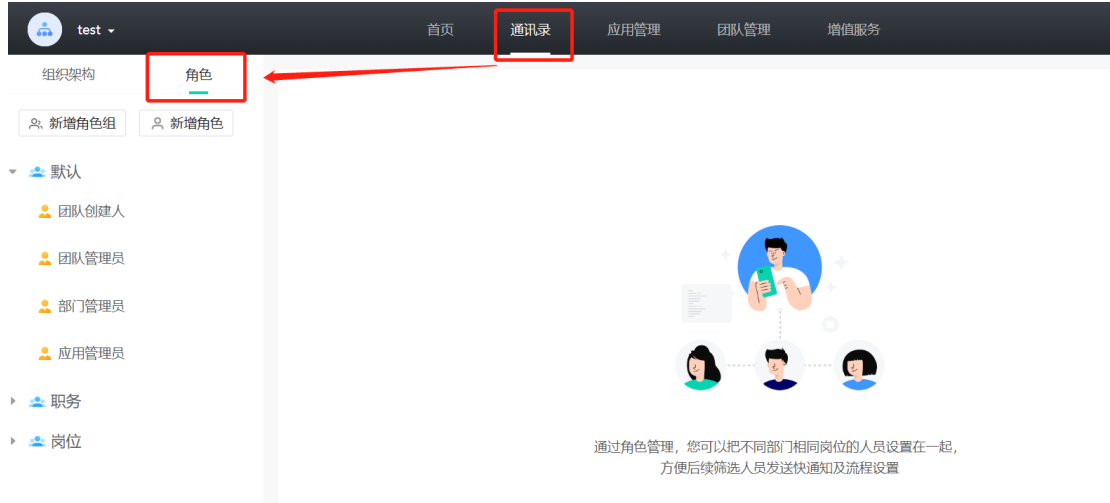 test
首页
通讯录
应用管理
团队管理
增值服务
组织架构
角色
新增角色组
新增角色
默认
团队创建人
团队管理员
部门管理员
应用管理员
职务
岗位
通过角色管理，您可以把不同部门相同岗位的人员设置在一起，
方便后续筛选人员发送快通知及流程设置